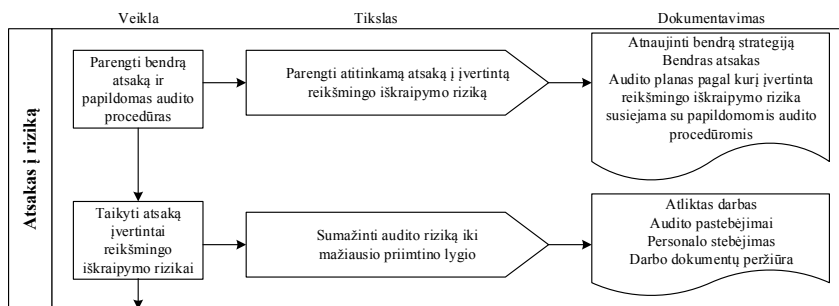 Veikla
Tikslas
Dokumentavimas
Atsakas į riziką
Parengti bendrą
atsaką ir
papildomas audito
procedūras
Parengti atitinkamą atsaką į įvertintą
reikšmingo iškraipymo riziką
Atnaujinti bendrą strategiją
Bendras atsakas
Audito planas pagal kurį įvertinta
reikšmingo iškraipymo rizika
susiejama su papildomomis audito
procedūromis
Taikyti atsaką
įvertintai
reikšmingo
iškraipymo rizikai
Sumažinti audito riziką iki
mažiausio priimtino lygio
Atliktas darbas
Audito pastebėjimai
Personalo stebėjimas
Darbo dokumentų peržiūra